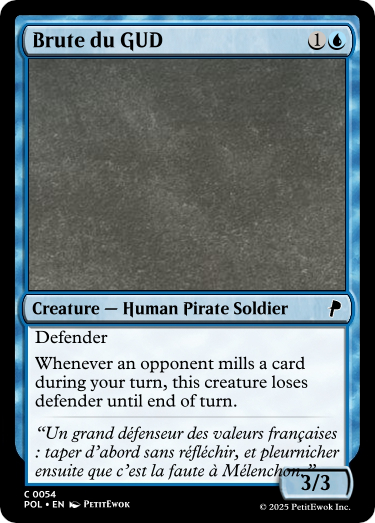 Brute du GUD 1
Creature — Human Pirate Soldier
Defender
Whenever an opponent mills a card
during your turn, this creature loses
defender until end of turn.
“Un grand défenseur des valeurs françaises
: taper d’abord sans réfléchir, et pleurnicher
ensuite que c’est la faute à Mélenchon.”
3/3
C 0054
POL • EN PetitEwok
© 2025 PetitEwok Inc.